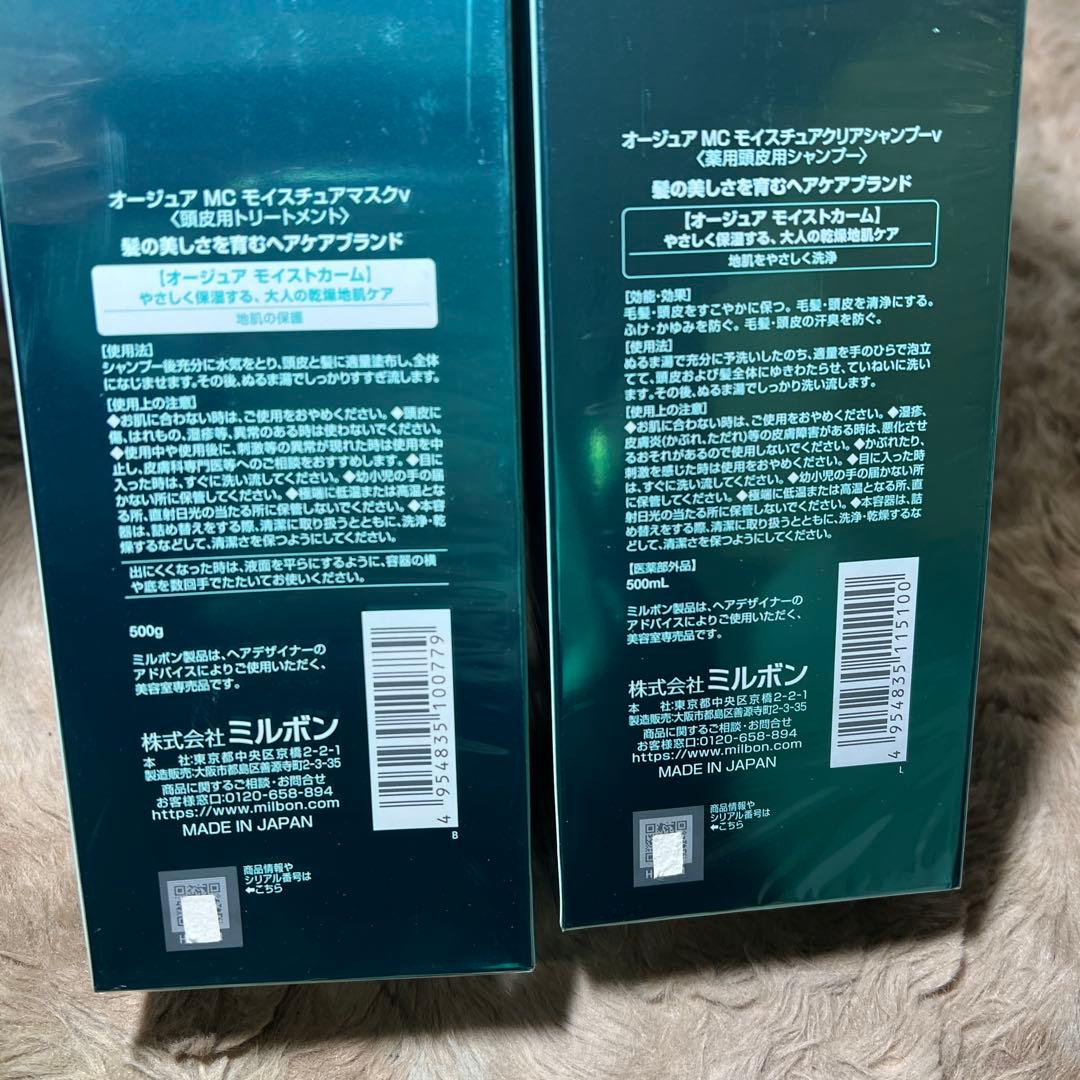 オージュア MC モイスチュアマスクv
〈頭皮用トリートメント〉
髪の美しさを育むヘアケアブランド
【オージュア モイストカーム】
やさしく保湿する、大人の乾燥地肌ケア
地肌の保護
【使用法】
シャンプー後充分に水気をとり、頭皮と髪に適量塗布し、全体
になじませます。その後、ぬるま湯でしっかりすすぎ流します。
【使用上の注意】
◆お肌に合わない時は、ご使用をおやめください。◆頭皮に
傷、はれもの、湿疹等、異常のある時は使わないでください。
◆使用中や使用後に、刺激等の異常が現れた時は使用を中
止し、皮膚科専門医等へのご相談をおすすめします。◆目に
入った時は、すぐに洗い流してください。◆幼小児の手の届
かない所に保管してください。◆極端に低温または高温とな
る所、直射日光の当たる所に保管しないでください。◆本容
器は、詰め替えをする際、清潔に取り扱うとともに、洗浄・乾
燥するなどして、清潔さを保つようにしてください。
出にくくなった時は、液面を平らにするように、容器の横
や底を数回手でたたいてお使いください。
500g
ミルボン製品は、ヘアデザイナーの
アドバイスによりご使用いただく、
美容室専売品です。
株式会社 ミルボン
本 社:東京都中央区京橋2-2-1
製造販売:大阪市都島区善源寺町2-3-35
商品に関するご相談・お問合せ
お客様窓口:0120-658-894
https://www.milbon.com
MADE IN JAPAN
4 954835 100779
B
商品情報や
シリアル番号は
⬅こちら
オージュア MC モイスチュアクリアシャンプーv
〈薬用頭皮用シャンプー〉
髪の美しさを育むヘアケアブランド
【オージュア モイストカーム】
やさしく保湿する、大人の乾燥地肌ケア
地肌をやさしく洗浄
【効能・効果】
毛髪・頭皮をすこやかに保つ。毛髪・頭皮を清浄にする。
ふけ・かゆみを防ぐ。毛髪・頭皮の汗臭を防ぐ。
【使用法】
ぬるま湯で充分に予洗いしたのち、適量を手のひらで泡立
てて、頭皮および髪全体にゆきわたらせ、ていねいに洗い
ます。その後、ぬるま湯でしっかり洗い流します。
【使用上の注意】
◆お肌に合わない時は、ご使用をおやめください。◆湿疹、
皮膚炎(かぶれ、ただれ)等の皮膚障害がある時は、悪化させ
るおそれがあるので使用しないでください。◆かぶれたり、
刺激を感じた時は使用をおやめください。◆目に入った時
は、すぐに洗い流してください。◆幼小児の手の届かない所
に保管してください。◆極端に低温または高温となる所、直
射日光の当たる所に保管しないでください。◆本容器は、詰
め替えをする際、清潔に取り扱うとともに、洗浄・乾燥するな
どして、清潔さを保つようにしてください。
【医薬部外品】
500mL
ミルボン製品は、ヘアデザイナーの
アドバイスによりご使用いただく、
美容室専売品です。
株式会社 ミルボン
本 社:東京都中央区京橋2-2-1
製造販売:大阪市都島区善源寺町2-3-35
商品に関するご相談・お問合せ
お客様窓口:0120-658-894
https://www.milbon.com
MADE IN JAPAN
4 954835 115100
L
商品情報や
シリアル番号は
⬅こちら
H